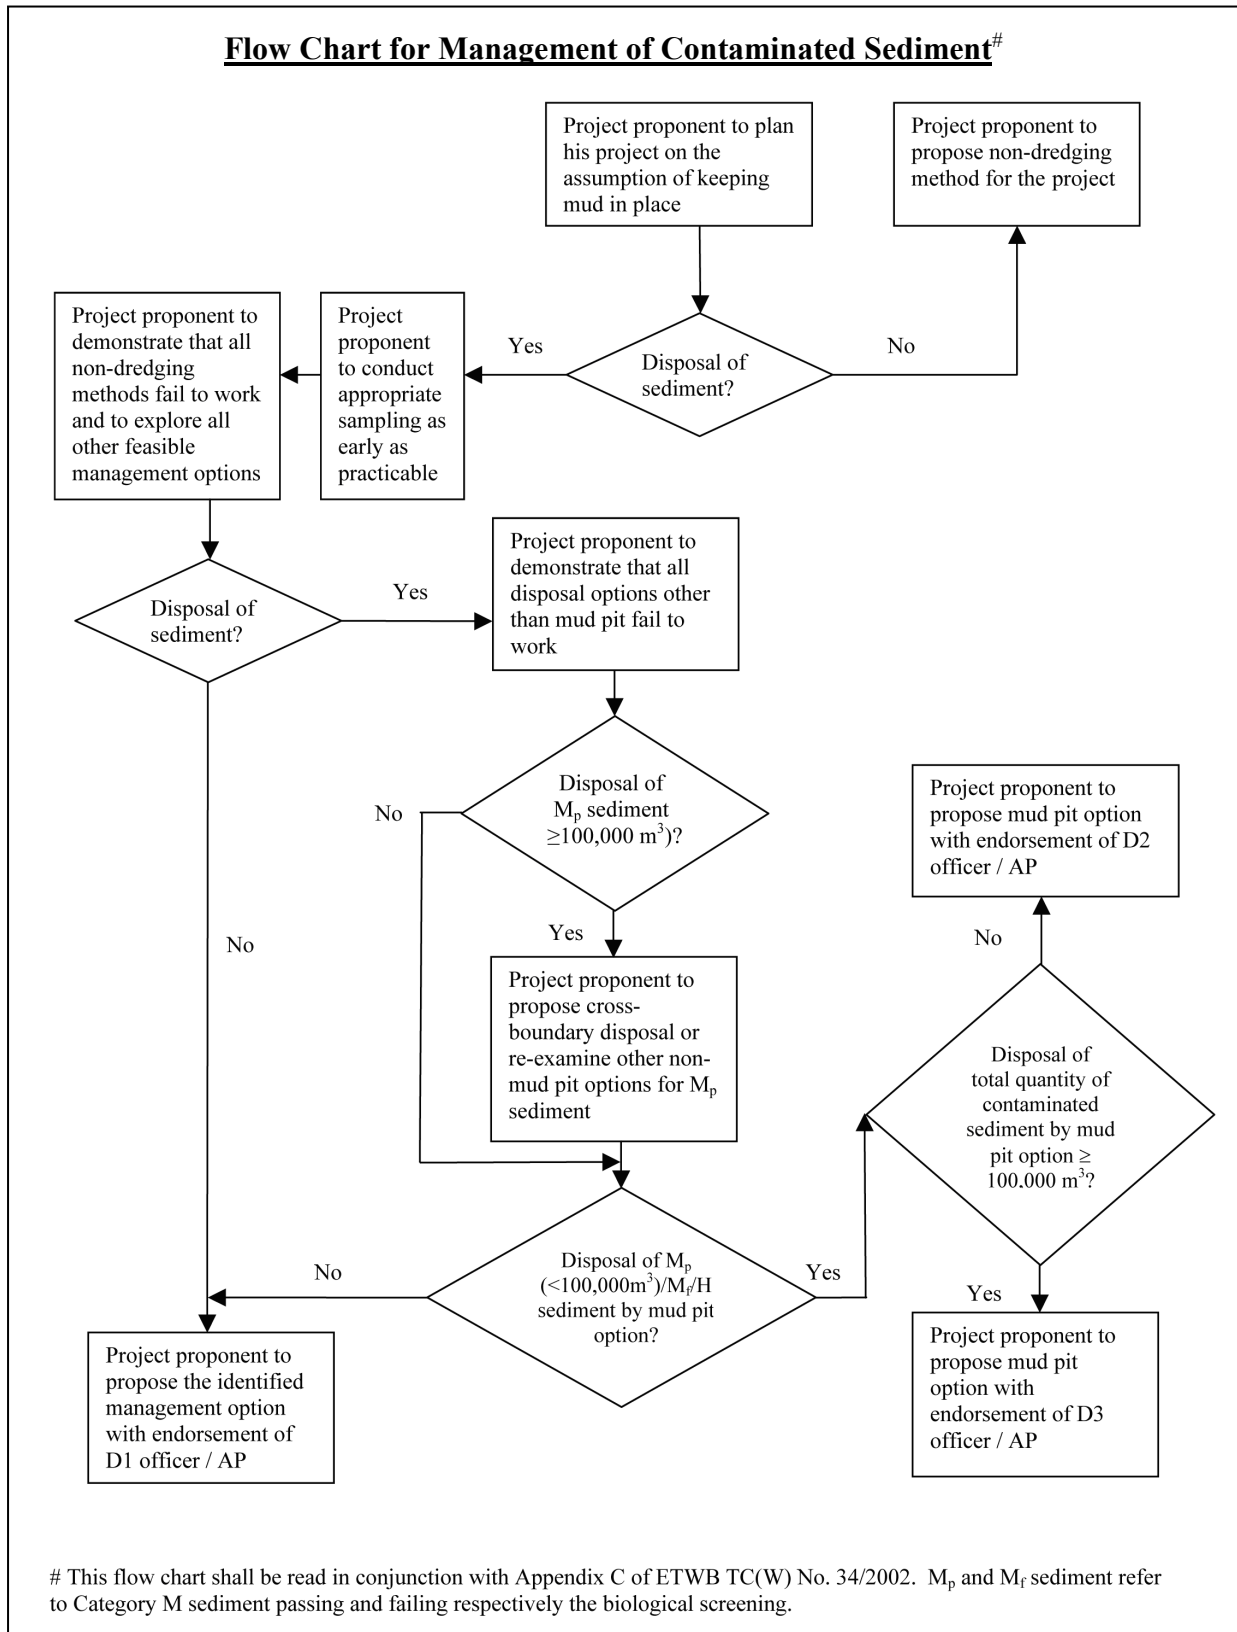 Flow Chart for Management of Contaminated Sediment#
Project proponent to plan
his project on the
assumption of keeping
mud in place
Project proponent to
propose non-dredging
method for the project
Project proponent to
demonstrate that all
non-dredging
methods fail to work
and to explore all
other feasible
management options
Project
proponent
to conduct
appropriate
sampling as
early as
practicable
Yes
Disposal of
sediment?
No
Disposal of
sediment?
Yes
Project proponent to
demonstrate that all
disposal options other
than mud pit fail to
work
No
Disposal of
Mp sediment
≥100,000 m3)?
Yes
No
Project proponent to
propose cross-
boundary disposal or
re-examine other non-
mud pit options for Mp
sediment
Project proponent to
propose mud pit option
with endorsement of D2
officer / AP
No
Disposal of
total quantity of
contaminated
sediment by mud
pit option ≥
100.000 m3?
Yes
Project proponent to
propose mud pit
option with
endorsement of D3
officer / AP
No
Disposal of Mp
(<100,000m3)/Mf/H
sediment by mud pit
option?
Yes
Project proponent to
propose the identified
management option
with endorsement of
D1 officer / AP
# This flow chart shall be read in conjunction with Appendix C of ETWB TC(W) No. 34/2002. Mp and Mf sediment refer
to Category M sediment passing and failing respectively the biological screening.